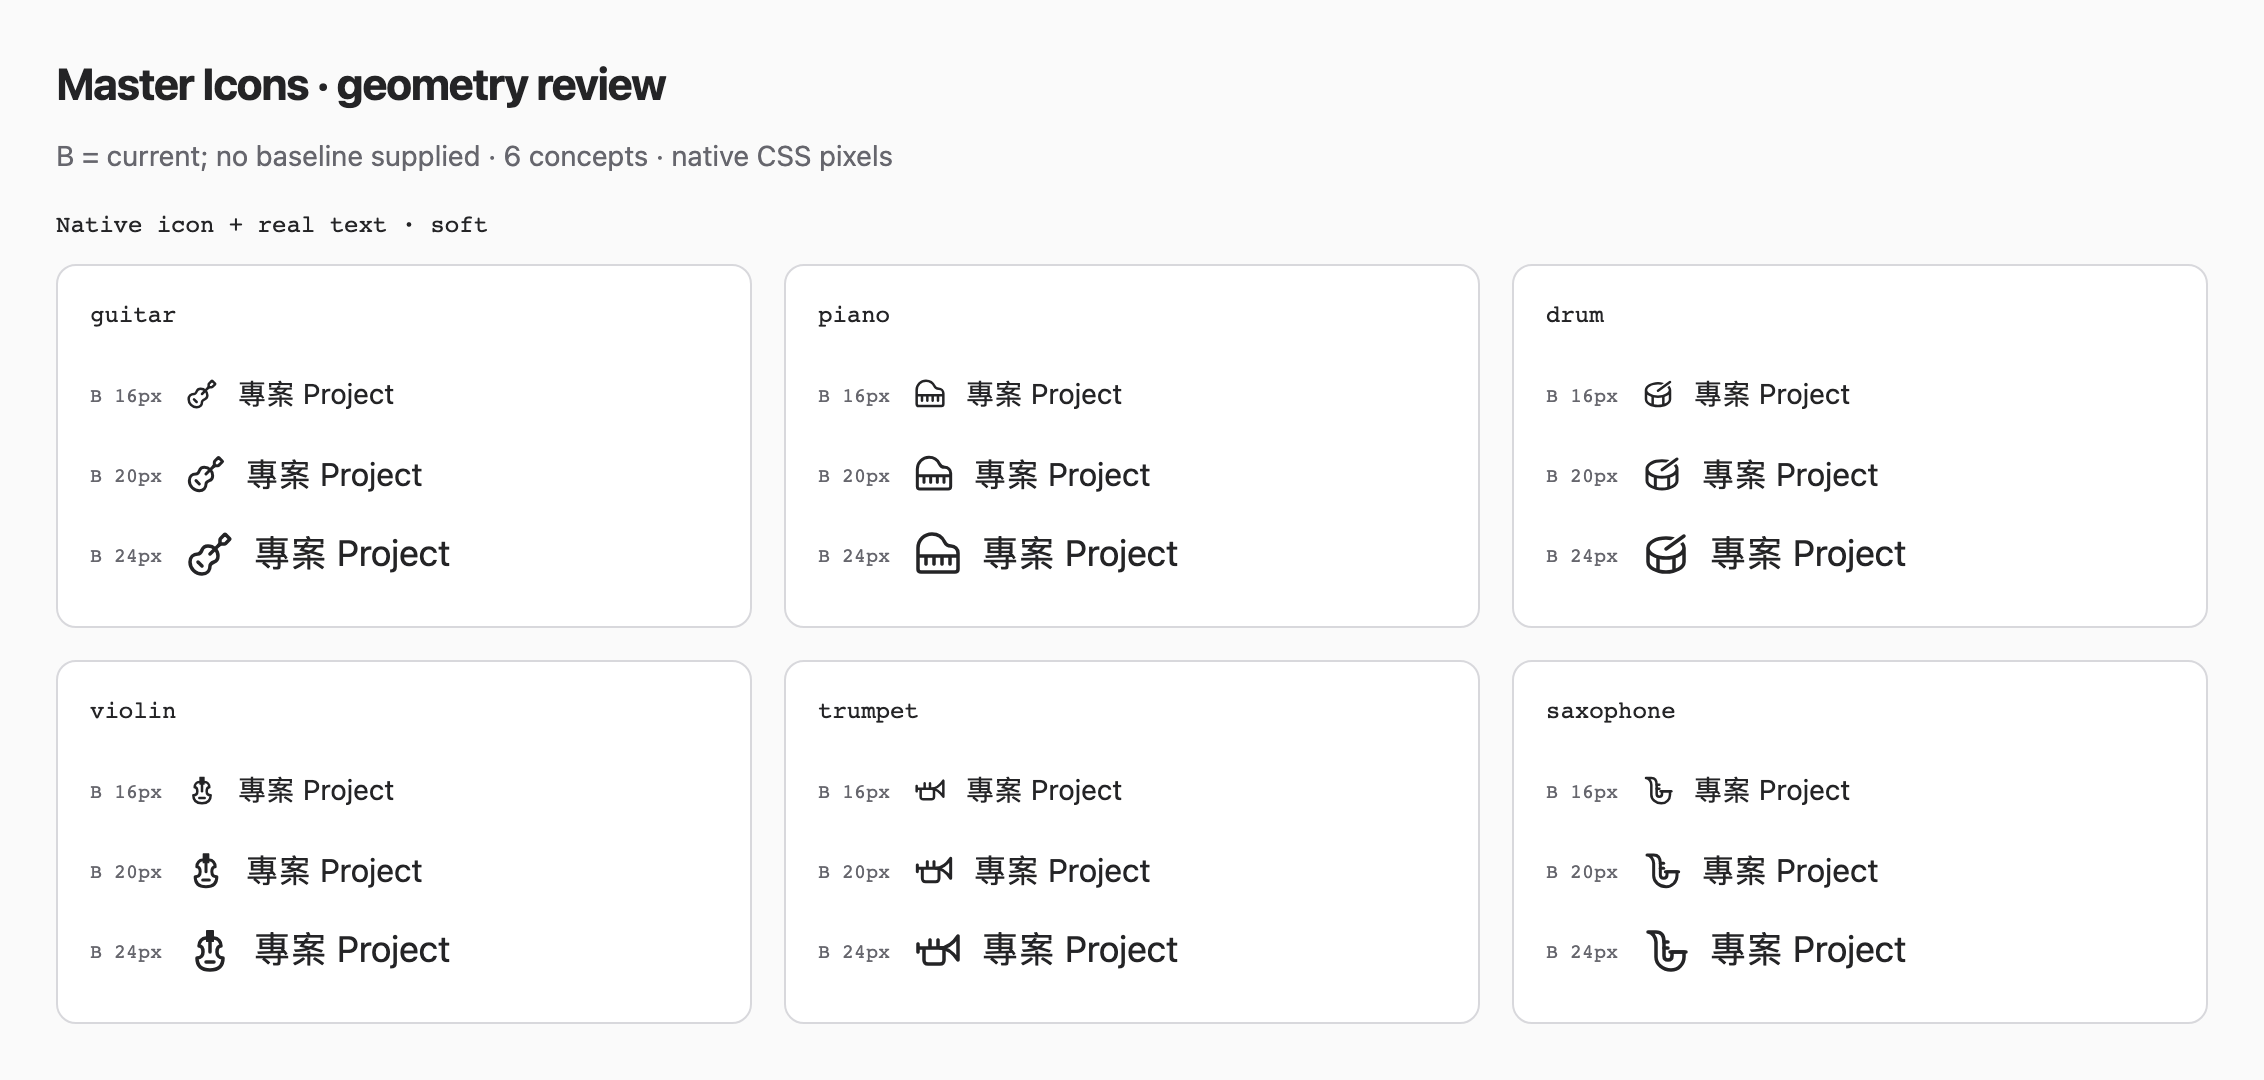 Master Icons · geometry review
B = current; no baseline supplied · 6 concepts · native CSS pixels
Native icon + real text · soft
guitar
B 16px 專案 Project
B 20px 專案 Project
B 24px 專案 Project
piano
B 16px 專案 Project
B 20px 專案 Project
B 24px 專案 Project
drum
B 16px 專案 Project
B 20px 專案 Project
B 24px 專案 Project
violin
B 16px 專案 Project
B 20px 專案 Project
B 24px 專案 Project
trumpet
B 16px 專案 Project
B 20px 專案 Project
B 24px 專案 Project
saxophone
B 16px 專案 Project
B 20px 專案 Project
B 24px 專案 Project